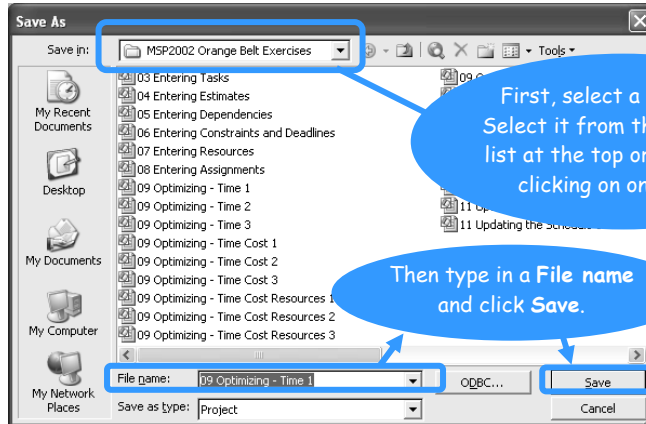 Save As
Save in: MSP2002 Orange Belt Exercises Tools
My Recent
Documents
Desktop
My Documents
My Computer
My Network
Places
03 Entering Tasks
04 Entering Estimates
05 Entering Dependencies
06 Entering Constraints and Deadlines
07 Entering Resources
08 Entering Assignments
09 Optimizing - Time 1
09 Optimizing - Time 2
09 Optimizing - Time 3
09 Optimizing - Time Cost 1
09 Optimizing - Time Cost 2
09 Optimizing - Time Cost 3
09 Optimizing - Time Cost Resources 1
09 Optimizing - Time Cost Resources 2
09 Optimizing - Time Cost Resources 3
09
11
11 Updating the
First, select a
Select it from
list at the top
clicking on
Then type in a File name
and click Save.
File name: 09 Optimizing - Time 1 ODBC... Save
Save as type: Project Cancel